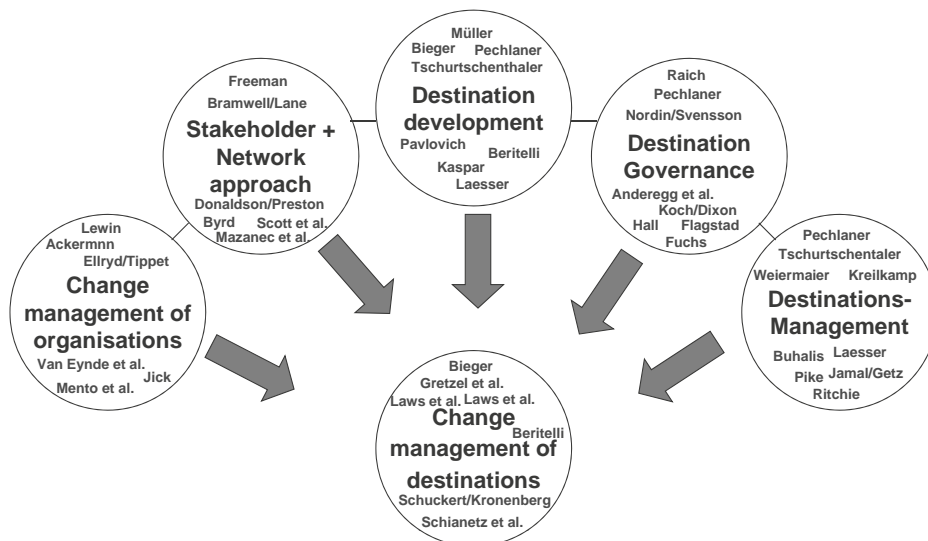 Müller
Bieger Pechlaner
Tschurtschenthaler
Destination
development
Pavlovich Beritelli
Kaspar
Laesser
Freeman
Bramwell/Lane
Stakeholder +
Network
approach
Donaldson/Preston
Byrd Scott et al.
Mazanec et al.
Raich
Pechlaner
Nordin/Svensson
Destination
Governance
Anderegg et al.
Koch/Dixon
Hall Flagstad
Fuchs
Lewin
Ackermnn
Ellryd/Tippet
Change
management of
organisations
Van Eynde et al.
Jick
Mento et al.
Pechlaner
Tschurtschentaler
Weiermaier Kreilkamp
Destinations-
Management
Buhalis Laesser
Pike Jamal/Getz
Ritchie
Bieger
Gretzel et al.
Laws et al. Laws et al.
Change
Beritelli
management of
destinations
Schuckert/Kronenberg
Schianetz et al.